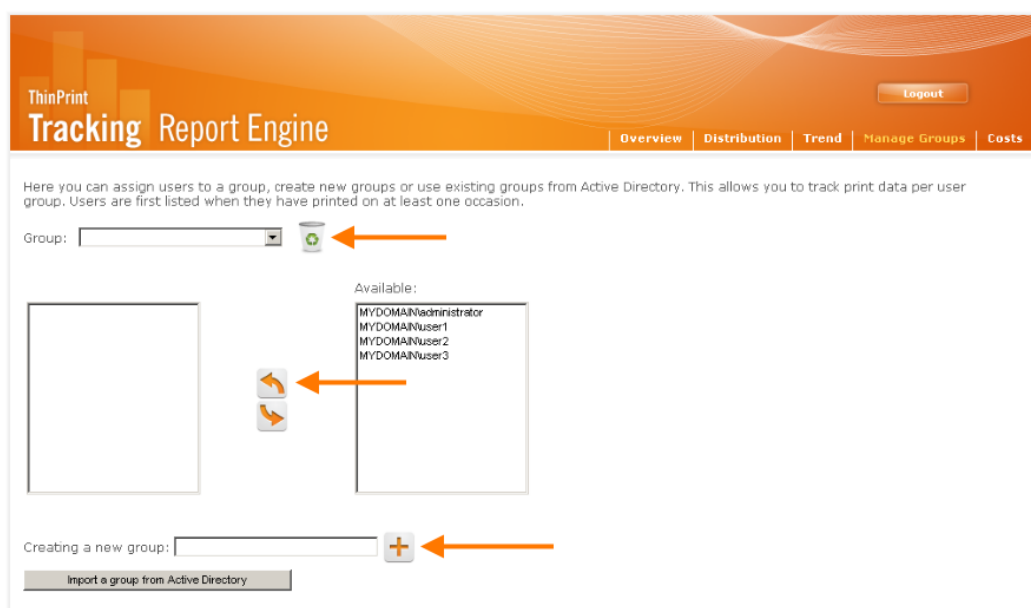 ThinPrint
Tracking Report Engine
Logout
Overview Distribution Trend Manage Groups Costs
Here you can assign users to a group, create new groups or use existing groups from Active Directory. This allows you to track print data per user
group. Users are first listed when they have printed on at least one occasion.
Group:
Available:
MYDOMAIN\administrator
MYDOMAIN\user1
MYDOMAIN\user2
MYDOMAIN\user3
Creating a new group:
Import a group from Active Directory